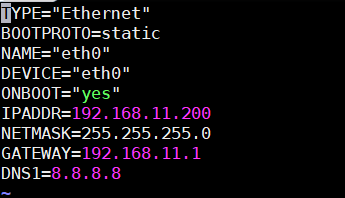 TYPE="Ethernet"
BOOTPROTO=static
NAME="eth0"
DEVICE="eth0"
ONBOOT="yes"
IPADDR=192.168.11.200
NETMASK=255.255.255.0
GATEWAY=192.168.11.1
DNS1=8.8.8.8
~